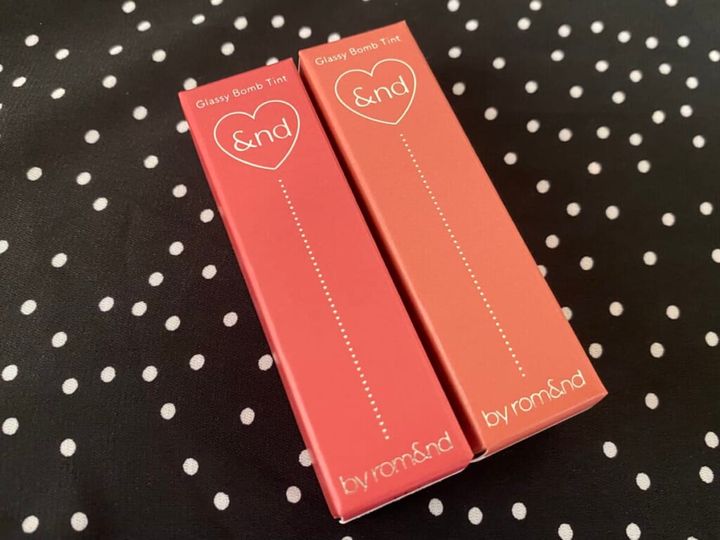 Glassy Bomb Tint
&nd
by rom&nd
Glassy Bomb Tint
&nd
by rom&nd